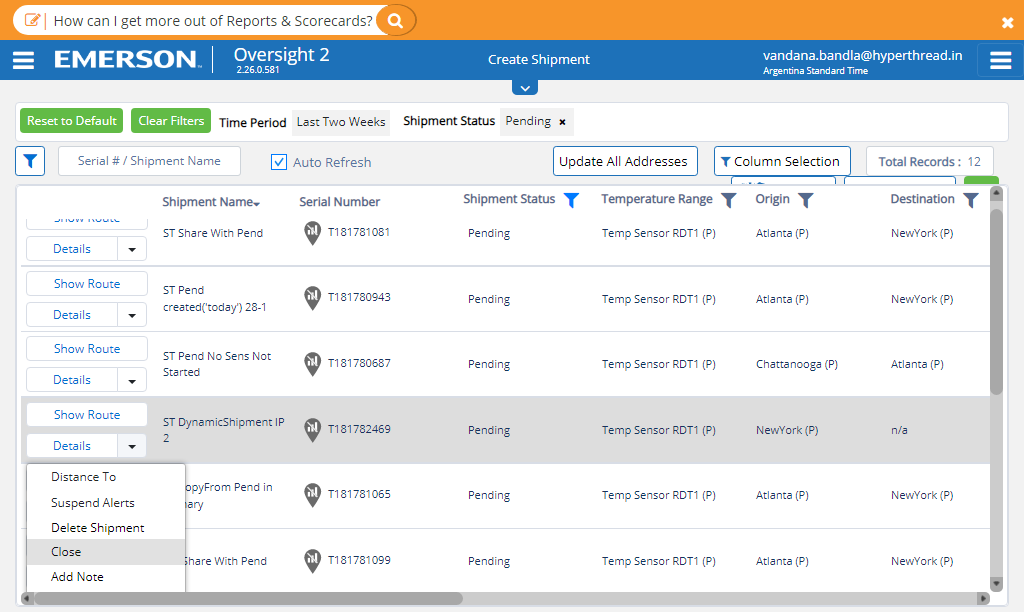 How can I get more out of Reports & Scorecards?
EMERSON.
Oversight 2
2.26.0.581
Create Shipment
vandana.bandla@hyperthread.in
Argentina Standard Time
Reset to Default
Clear Filters
Time Period
Last Two Weeks
Shipment Status
Pending ×
Serial # / Shipment Name
Auto Refresh
Update All Addresses
Column Selection
Total Records : 12
Shipment Name
Serial Number
Shipment Status
Temperature Range
Origin
Destination
Show Route
Details
ST Share With Pend
T181781081
Pending
Temp Sensor RDT1 (P)
Atlanta (P)
NewYork (P)
Show Route
Details
ST Pend
created('today') 28-1
T181780943
Pending
Temp Sensor RDT1 (P)
Atlanta (P)
NewYork (P)
Show Route
Details
ST Pend No Sens Not
Started
T181780687
Pending
Temp Sensor RDT1 (P)
Chattanooga (P)
Atlanta (P)
Show Route
Details
ST DynamicShipment IP
2
T181782469
Pending
Temp Sensor RDT1 (P)
NewYork (P)
n/a
Distance To
Suspend Alerts
Delete Shipment
Close
Add Note
opyFrom Pend in
ary
T181781065
Pending
Temp Sensor RDT1 (P)
Atlanta (P)
NewYork (P)
Share With Pend
T181781099
Pending
Temp Sensor RDT1 (P)
Atlanta (P)
NewYork (P)